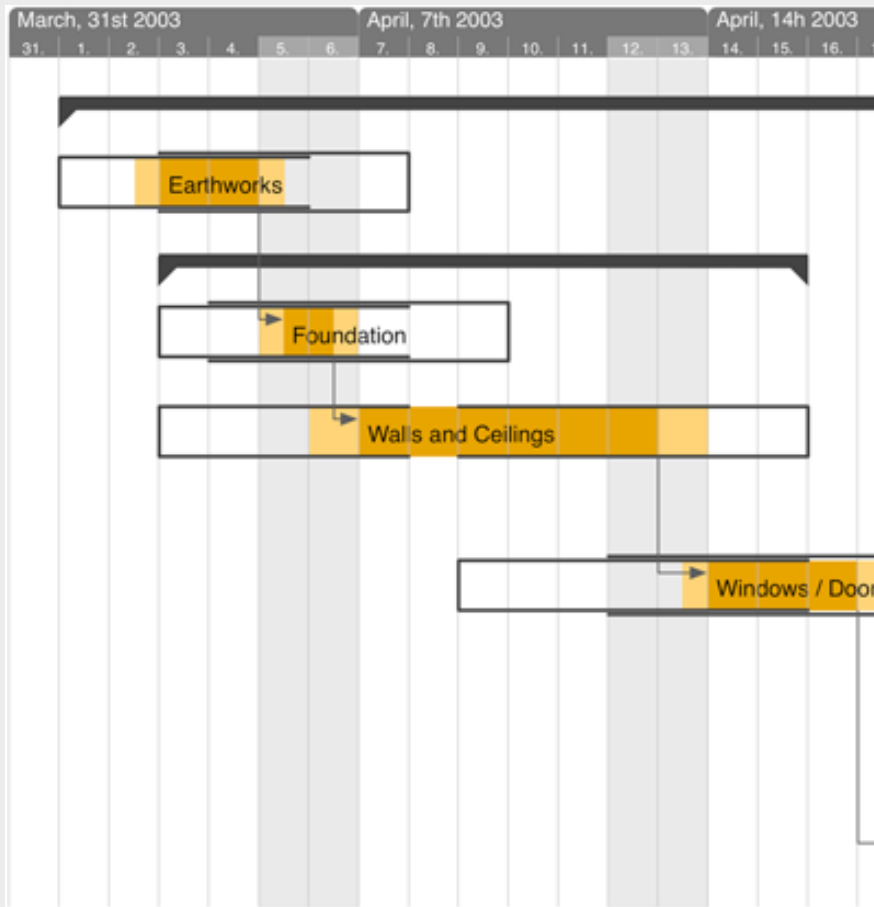 March, 31st 2003 April, 7th 2003 April, 14h 2003
31. 1. 2. 3. 4. 5. 6. 7. 8. 9. 10. 11. 12. 13. 14. 15. 16.
Earthworks
Foundation
Walls and Ceilings
Windows / Door